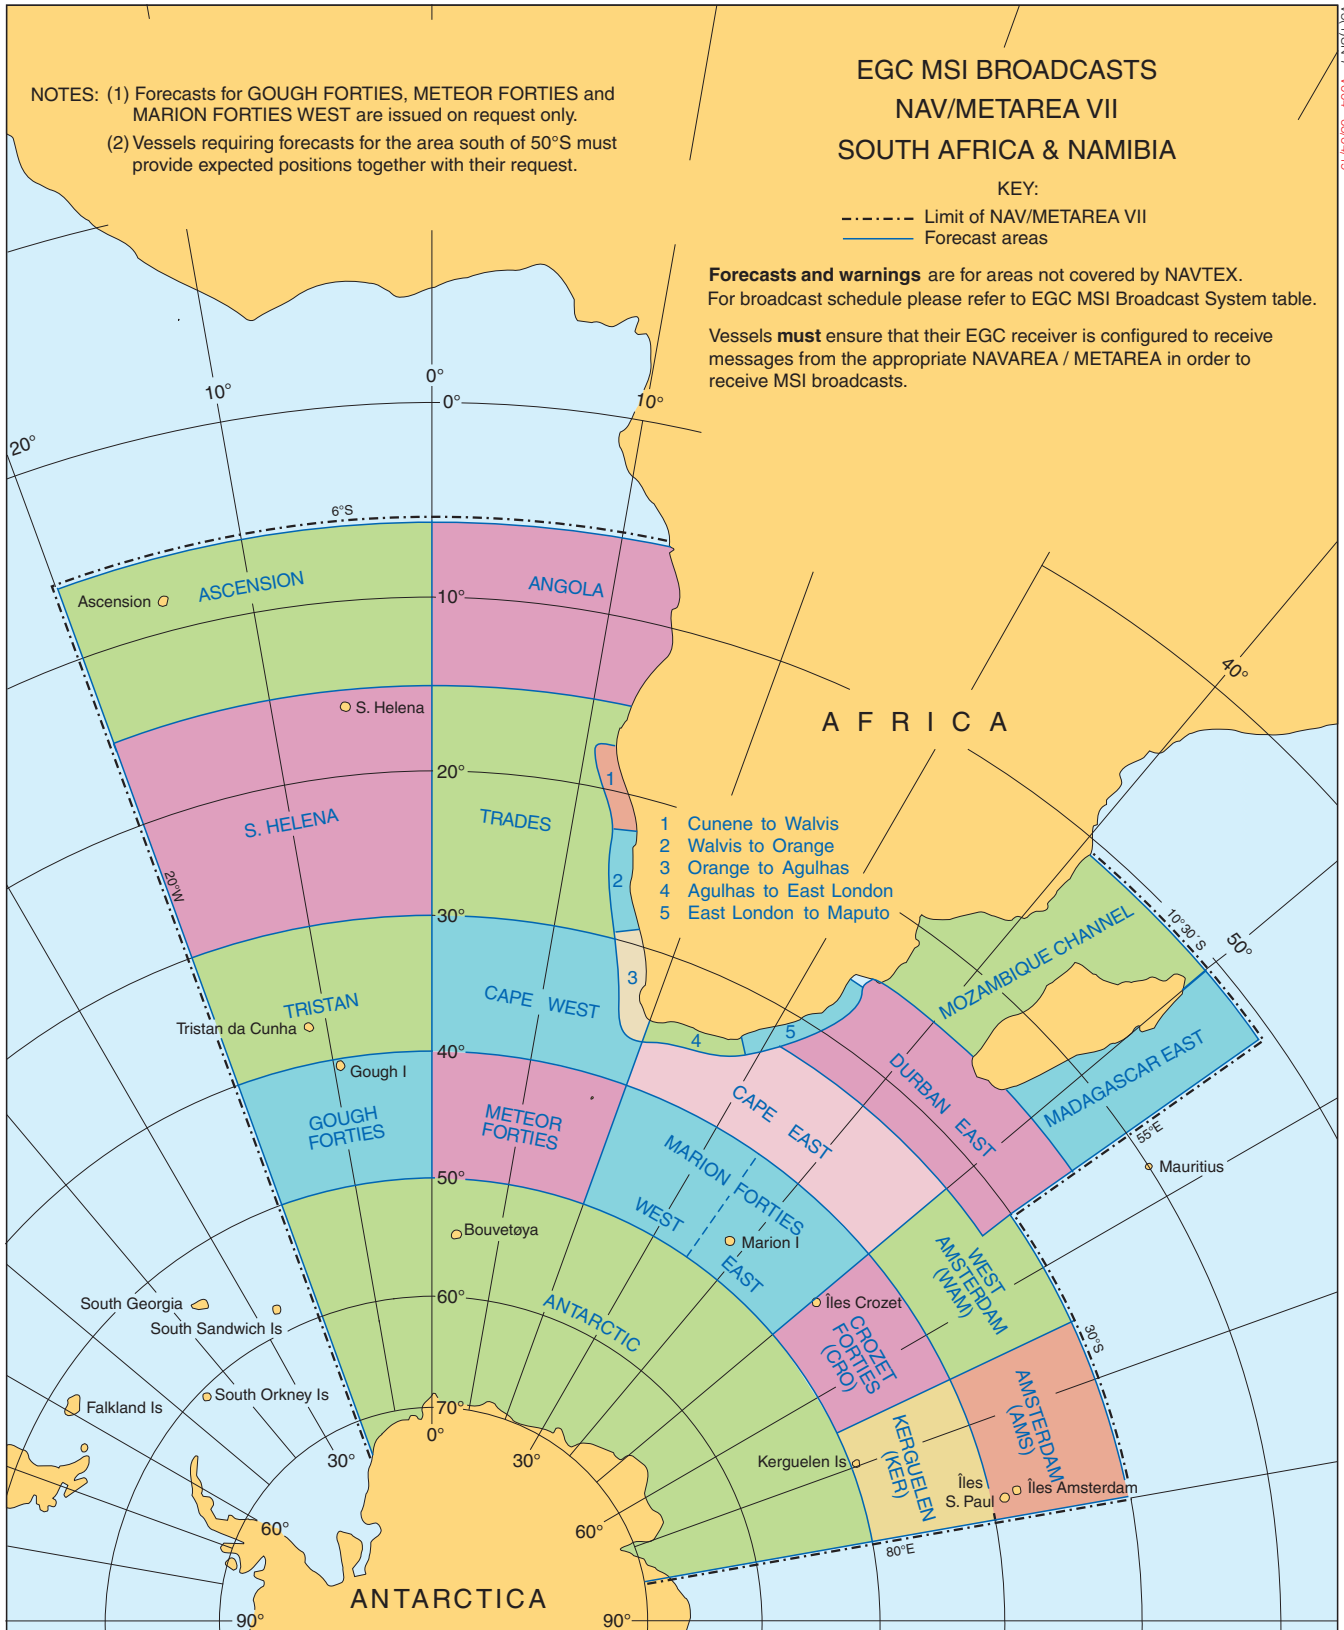 EGC MSI BROADCASTS
NAV/METAREA VII
SOUTH AFRICA & NAMIBIA
KEY:
Limit of NAV/METAREA VII
Forecast areas
Forecasts and warnings are for areas not covered by NAVTEX.
For broadcast schedule please refer to EGC MSI Broadcast System table.
Vessels must ensure that their EGC receiver is configured to receive
messages from the appropriate NAVAREA / METAREA in order to
receive MSI broadcasts.
NOTES: (1) Forecasts for GOUGH FORTIES, METEOR FORTIES and
MARION FORTIES WEST are issued on request only.
(2) Vessels requiring forecasts for the area south of 50°S must
provide expected positions together with their request.
0°
10°
0°
10°
20°
6°S
ASCENSION
ANGOLA
Ascension
10°
40°
S. Helena
AFRICA
20°
1
S. HELENA
TRADES
1 Cunene to Walvis
2 Walvis to Orange
3 Orange to Agulhas
4 Agulhas to East London
5 East London to Maputo
2
20°W
30°
10°30´S
50°
MOZAMBIQUE CHANNEL
3
CAPE WEST
TRISTAN
Tristan da Cunha
4
5
40°
Gough I
DURBAN EAST
MADAGASCAR EAST
55°E
Mauritius
GOUGH
FORTIES
METEOR
FORTIES
CAPE EAST
MARION FORTIES
WEST
EAST
50°
Bouvetøya
Marion I
WEST
AMSTERDAM
(WAM)
60°
ANTARCTIC
Îles Crozet
CROZET
FORTIES
(CRO)
30°S
South Georgia
South Sandwich Is
South Orkney Is
Falkland Is
70°
0°
30°
30°
AMSTERDAM
(AMS)
KERGUELEN
(KER)
Kerguelen Is
Îles
S. Paul
Îles Amsterdam
60°
60°
80°E
ANTARCTICA
90°
90°